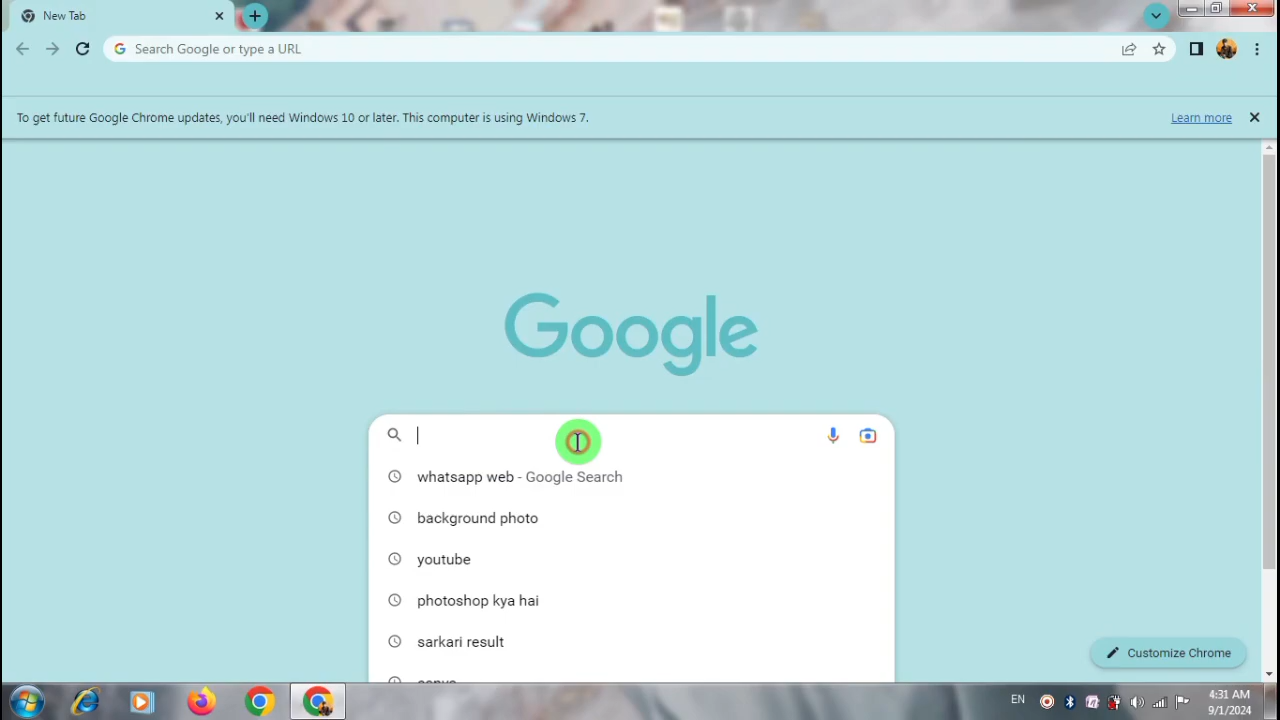 New Tab
Search Google or type a URL
To get future Google Chrome updates, you'll need Windows 10 or later. This computer is using Windows 7.
Learn more
Google
whatsapp web - Google Search
background photo
youtube
photoshop kya hai
sarkari result
Customize Chrome
EN
4:31 AM
9/1/2024